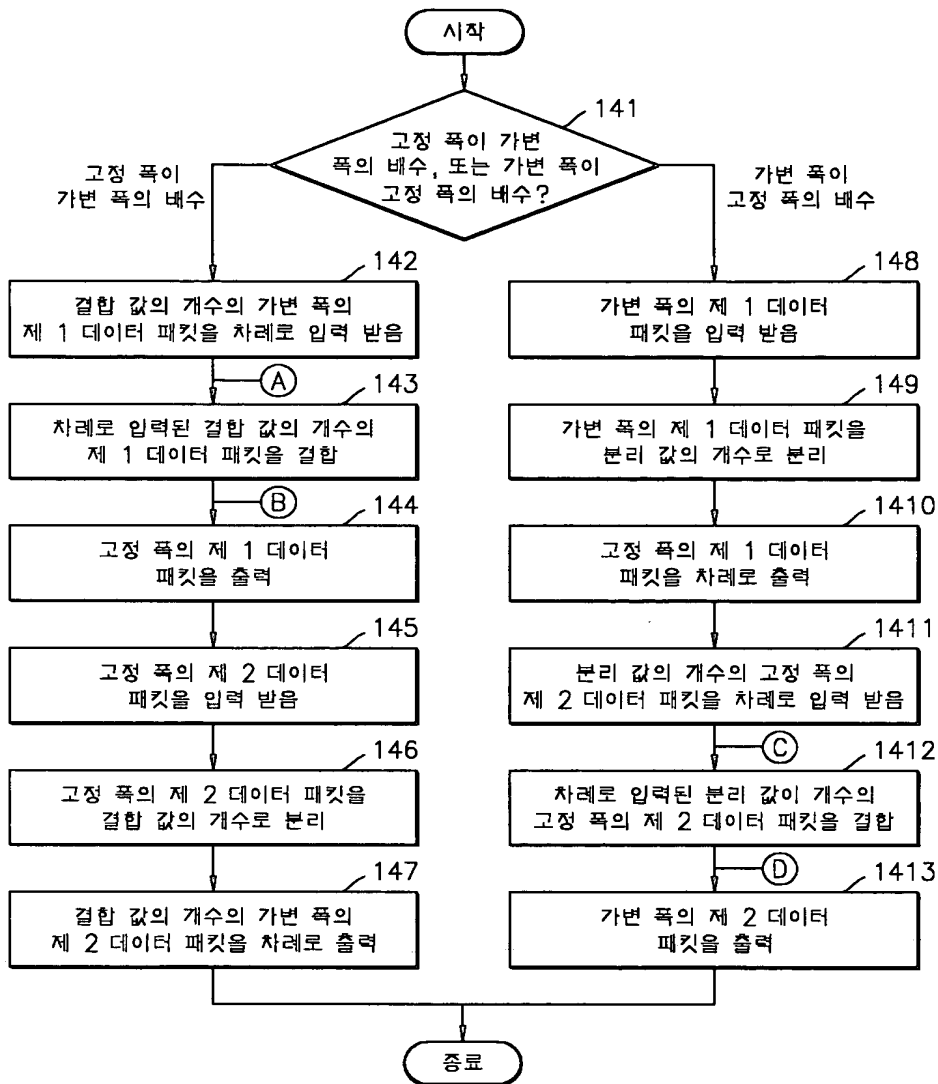 시작
141
고정 폭이 가변
폭의 배수, 또는 가변 폭이
고정 폭의 배수?
고정 폭이
가변 폭의 배수
가변 폭이
고정 폭의 배수
142
결합 값의 개수의 가변 폭의
제 1 데이터 패킷을 차례로 입력 받음
A
143
차례로 입력된 결합 값의 개수의
제 1 데이터 패킷을 결합
B
144
고정 폭의 제 1 데이터
패킷을 출력
145
고정 폭의 제 2 데이터
패킷을 입력 받음
146
고정 폭의 제 2 데이터 패킷을
결합 값의 개수로 분리
147
결합 값의 개수의 가변 폭의
제 2 데이터 패킷을 차례로 출력
148
가변 폭의 제 1 데이터
패킷을 입력 받음
149
가변 폭의 제 1 데이터 패킷을
분리 값의 개수로 분리
1410
고정 폭의 제 1 데이터
패킷을 차례로 출력
1411
분리 값의 개수의 고정 폭의
제 2 데이터 패킷을 차례로 입력 받음
C
1412
차례로 입력된 분리 값이 개수의
고정 폭의 제 2 데이터 패킷을 결합
D
1413
가변 폭의 제 2 데이터
패킷을 출력
종료